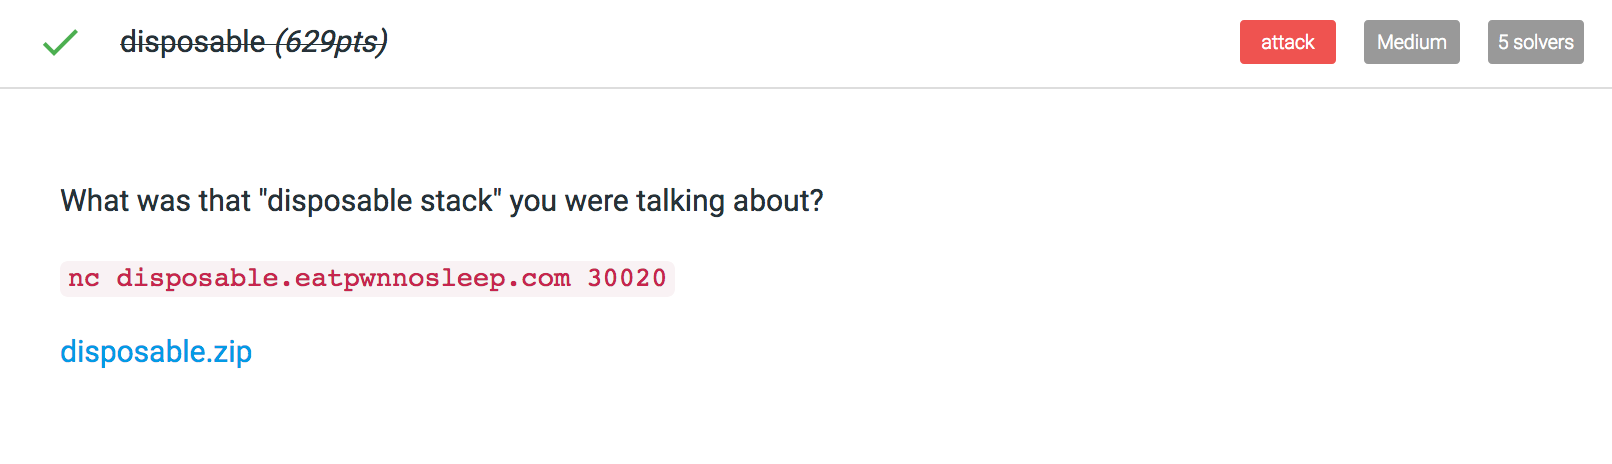 disposable (629pts)
attack
Medium
5 solvers
What was that "disposable stack" you were talking about?
nc disposable.eatpwnnosleep.com 30020
disposable.zip